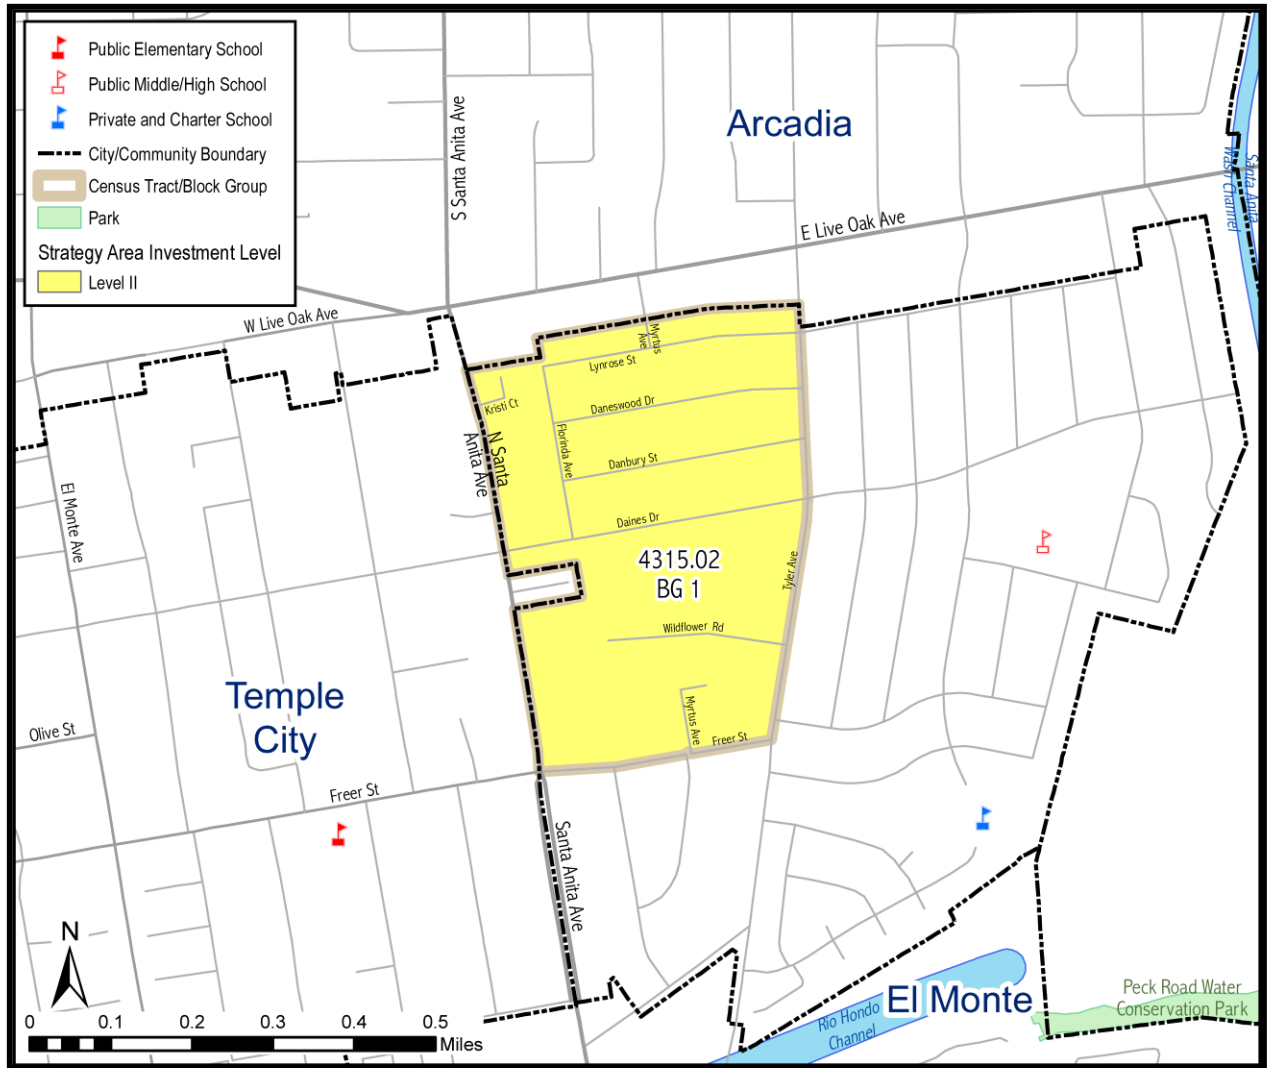 Public Elementary School
Public Middle/High School
Private and Charter School
City/Community Boundary
Census Tract/Block Group
Park
Strategy Area Investment Level
Level II
S Santa Anita Ave
Arcadia
E Live Oak Ave
Santa Anita
Wash Channel
W Live Oak Ave
Myrtus
Ave
Lynrose St
Kristi Ct
Daneswood Dr
Florinda Ave
N Santa
Anita Ave
Danbury St
El Monte Ave
Daines Dr
4315.02
BG 1
Tyler Ave
Wildflower Rd
Temple
City
Olive St
Myrtus Ave
Freer St
Freer St
Santa Anita Ave
N
El Monte
Rio Hondo
Channel
Peck Road Water
Conservation Park
0 0.1 0.2 0.3 0.4 0.5
Miles